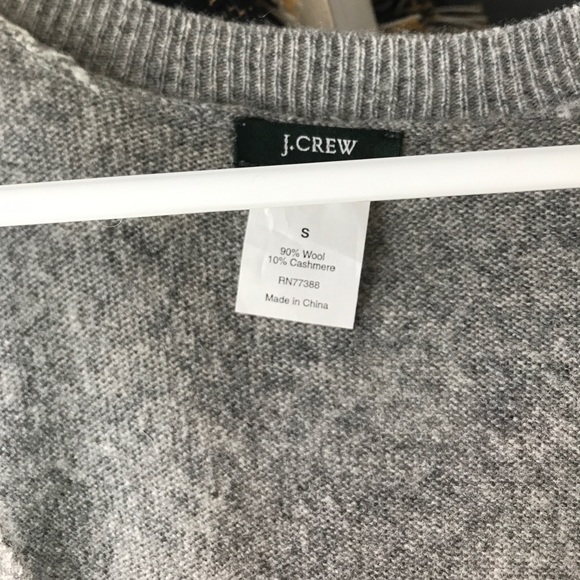 J.CREW
S
90% Wool
10% Cashmere
RN77388
Made in China